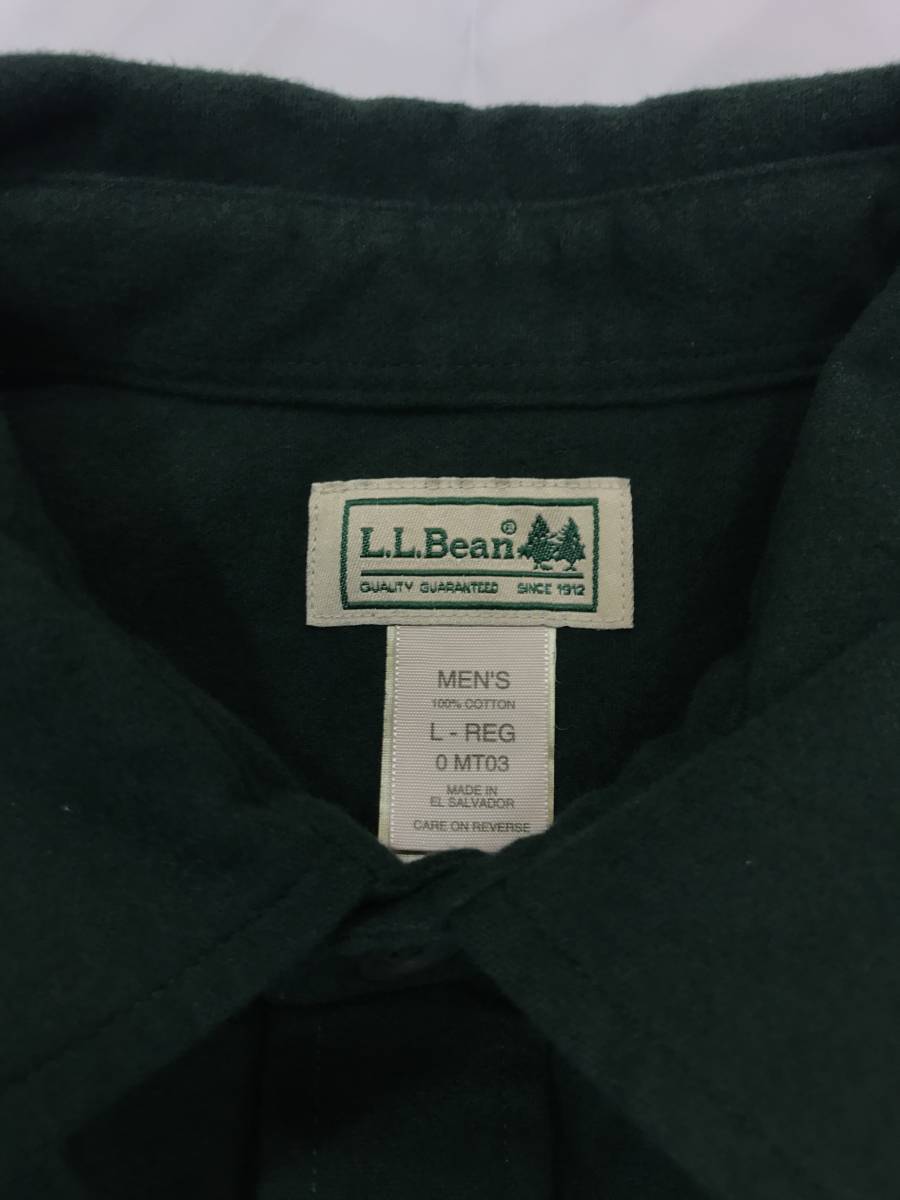 L.L.Bean®
QUALITY GUARANTEED SINCE 1912
MEN'S
100% COTTON
L - REG
0 MT03
MADE IN
EL SALVADOR
CARE ON REVERSE